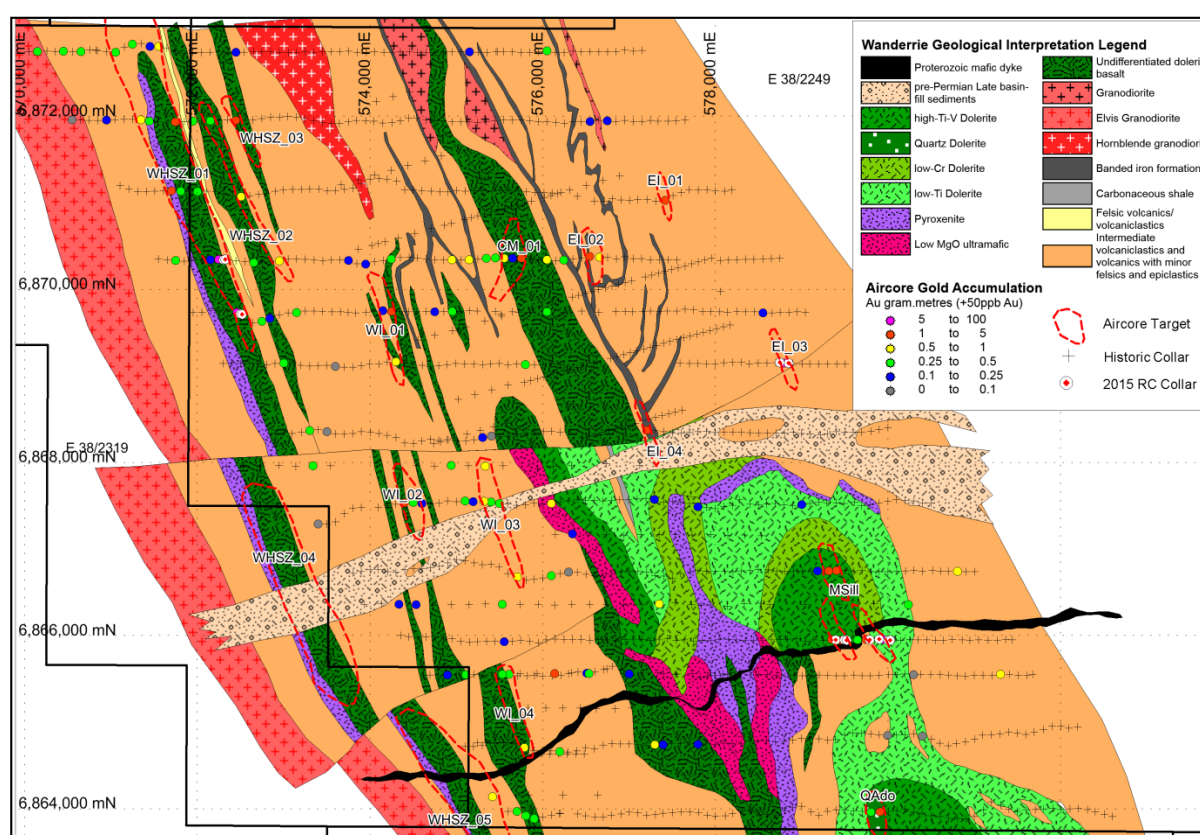 570,000 mE
572,000 mE
574,000 mE
576,000 mE
578,000 mE
E 38/2249
6,872,000 mN
6,870,000 mN
6,868,000 mN
6,866,000 mN
6,864,000 mN
E 38/2319
WHSZ_03
WHSZ_01
WHSZ_02
EI_01
CM_01
EI_02
WI_01
EI_03
EI_04
WI_02
WI_03
WHSZ_04
MSill
WI_04
QAdo
WHSZ_05
Wanderrie Geological Interpretation Legend
Proterozoic mafic dyke
pre-Permian Late basin-
fill sediments
high-Ti-V Dolerite
Quartz Dolerite
low-Cr Dolerite
low-Ti Dolerite
Pyroxenite
Low MgO ultramafic
Undifferentiated doleri
basalt
Granodiorite
Elvis Granodiorite
Hornblende granodiori
Banded iron formation
Carbonaceous shale
Felsic volcanics/
volcaniclastics
Intermediate
volcaniclastics and
volcanics with minor
felsics and epiclastics
Aircore Gold Accumulation
Au gram.metres (+50ppb Au)
5 to 100
1 to 5
0.5 to 1
0.25 to 0.5
0.1 to 0.25
0 to 0.1
Aircore Target
Historic Collar
2015 RC Collar